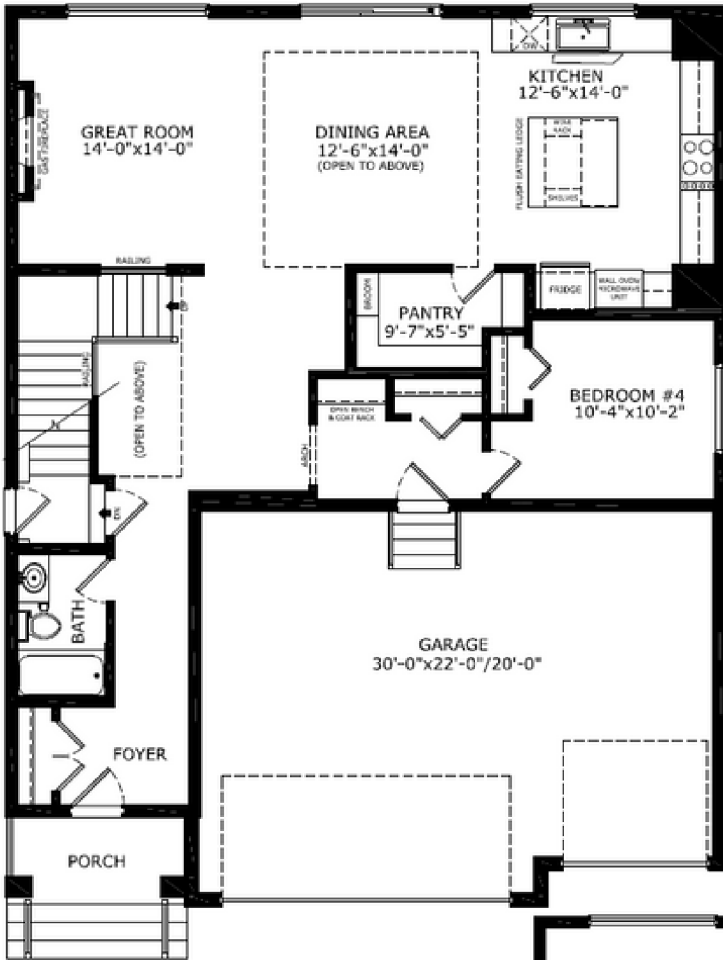 DW
KITCHEN
12'-6"x14'-0"
GREAT ROOM
14'-0"x14'-0"
DINING AREA
12'-6"x14'-0"
(OPEN TO ABOVE)
GAS FIREPLACE
FLUSH EATING LEDGE
WINE
RACK
SHELVES
RAILING
BROOM
FRIDGE
WALL OVEN/
MICROWAVE
UNIT
PANTRY
9'-7"x5'-5"
RAILING
(OPEN TO ABOVE)
BEDROOM #4
10'-4"x10'-2"
OPEN BENCH
& COAT RACK
ARCH
DN
BATH
GARAGE
30'-0"x22'-0"/20'-0"
FOYER
PORCH